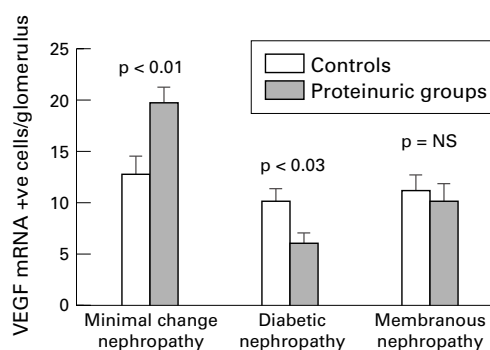 VEGF mRNA +ve cells/glomerulus
25
20
15
10
5
0
Controls
Proteinuric groups
p < 0.01
p < 0.03
p = NS
Minimal change
nephropathy
Diabetic
nephropathy
Membranous
nephropathy